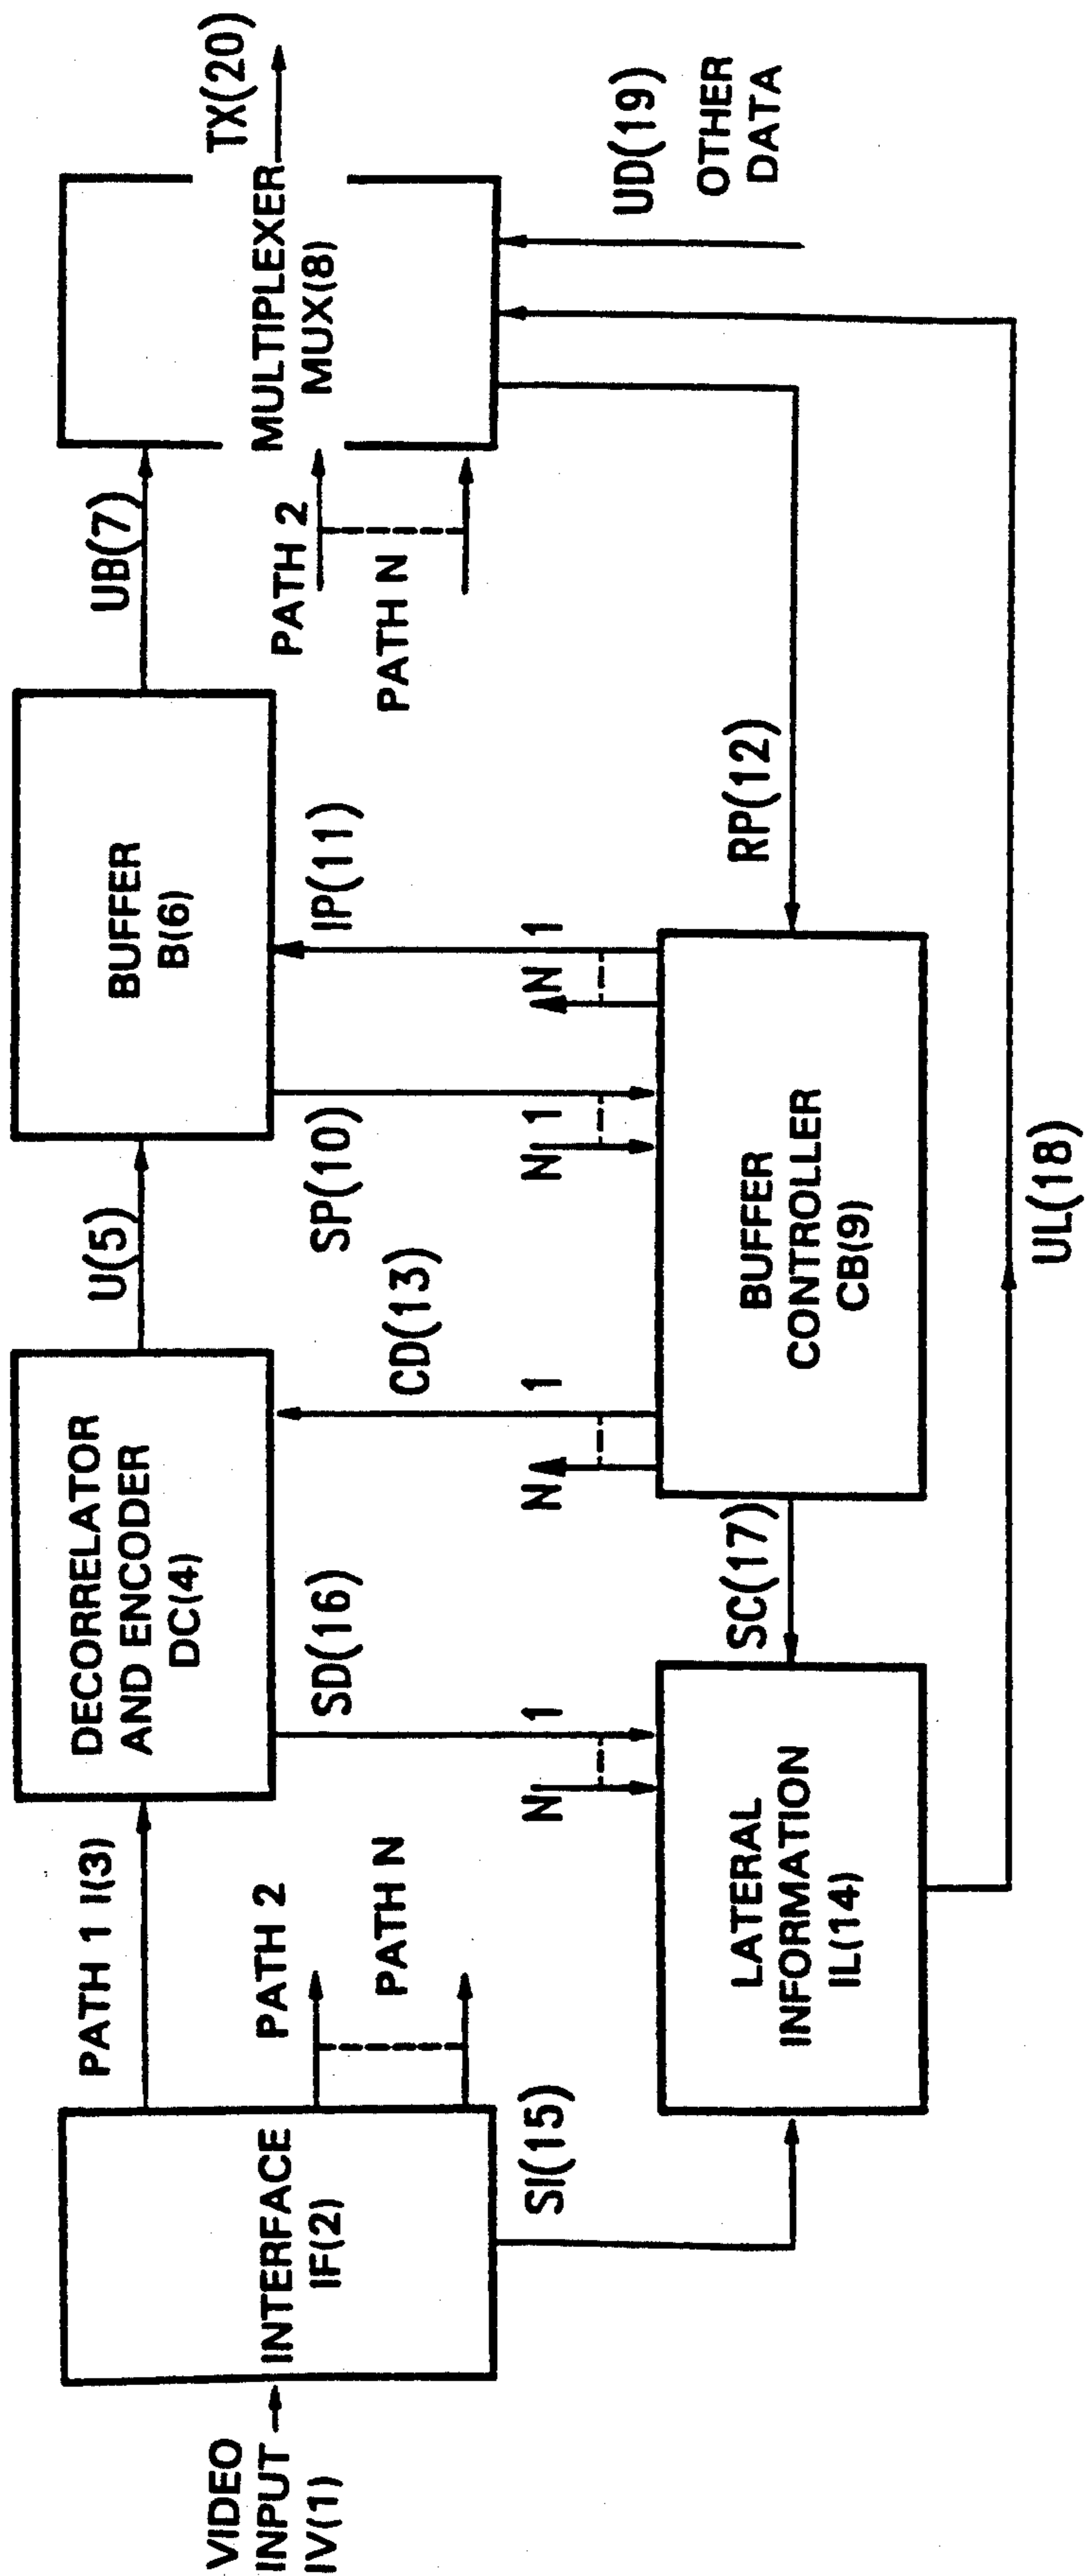 VIDEO
INPUT
IV(1)
INTERFACE
IF(2)
PATH 1 I(3)
PATH 2
PATH N
SI(15)
DECORRELATOR
AND ENCODER
DC(4)
SD(16)
N 1
CD(13)
N 1
U(5)
BUFFER
B(6)
SP(10)
N 1
IP(11)
N 1
UB(7)
PATH 2
PATH N
MULTIPLEXER
MUX(8)
TX(20)
UD(19)
OTHER
DATA
LATERAL
INFORMATION
IL(14)
SC(17)
BUFFER
CONTROLLER
CB(9)
RP(12)
UL(18)